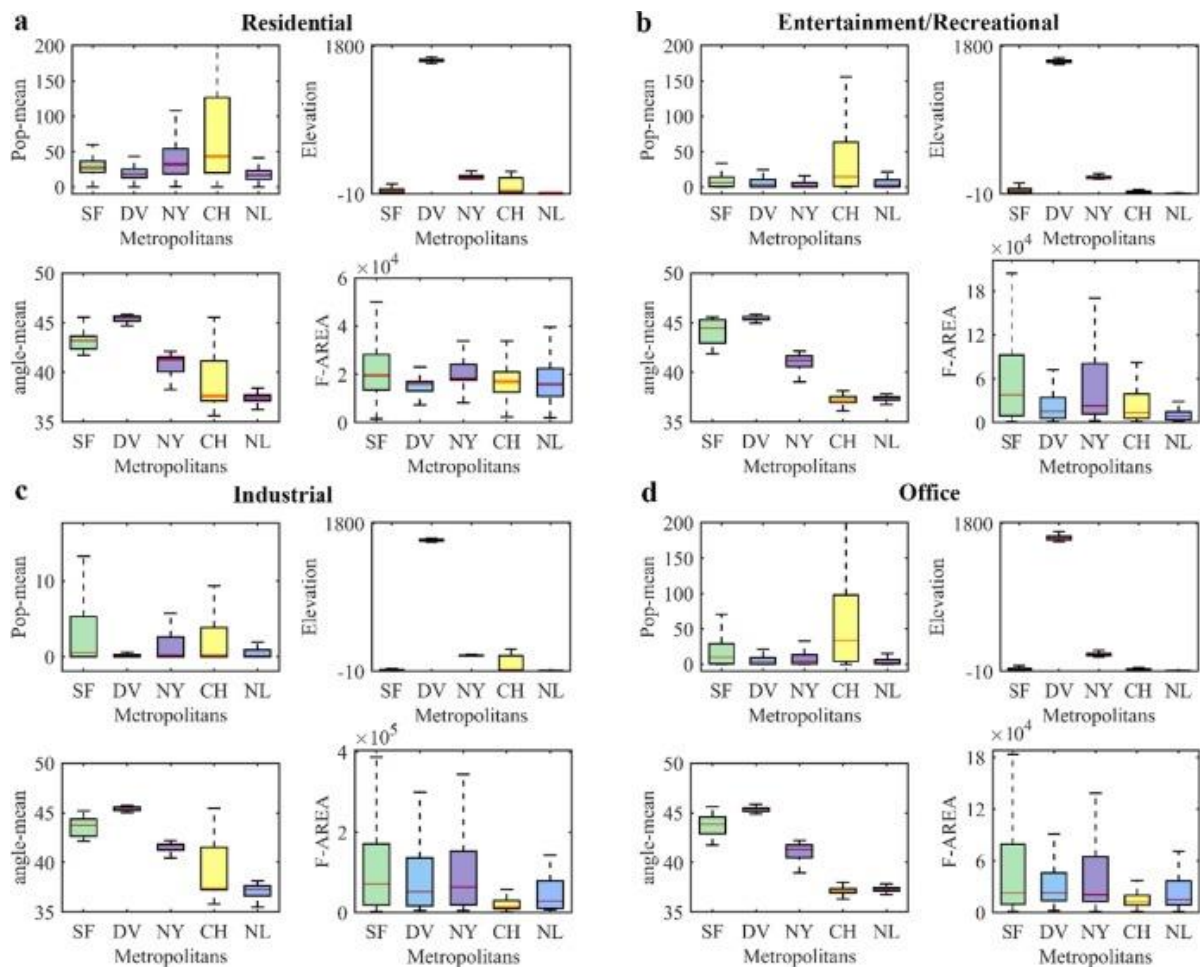 a
Residential
b
Entertainment/Recreational
200
150
100
50
0
Pop-mean
SF DV NY CH NL
Metropolitans
1800
-10
Elevation
SF DV NY CH NL
Metropolitans
200
150
100
50
0
Pop-mean
SF DV NY CH NL
Metropolitans
1800
-10
Elevation
SF DV NY CH NL
Metropolitans
50
45
40
35
angle-mean
SF DV NY CH NL
Metropolitans
×10⁴
6
4
2
0
F-AREA
SF DV NY CH NL
Metropolitans
50
45
40
35
angle-mean
SF DV NY CH NL
Metropolitans
×10⁴
18
12
6
0
F-AREA
SF DV NY CH NL
Metropolitans
c
Industrial
d
Office
10
0
Pop-mean
SF DV NY CH NL
Metropolitans
1800
-10
Elevation
SF DV NY CH NL
Metropolitans
200
150
100
50
0
Pop-mean
SF DV NY CH NL
Metropolitans
1800
-10
Elevation
SF DV NY CH NL
Metropolitans
50
45
40
35
angle-mean
SF DV NY CH NL
Metropolitans
×10⁵
4
2
0
F-AREA
SF DV NY CH NL
Metropolitans
50
45
40
35
angle-mean
SF DV NY CH NL
Metropolitans
×10⁴
18
12
6
0
F-AREA
SF DV NY CH NL
Metropolitans